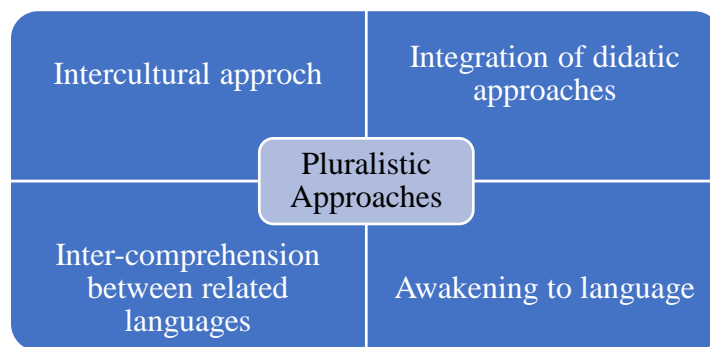 Intercultural approch
Integration of didatic
approaches
Pluralistic
Approaches
Inter-comprehension
between related
languages
Awakening to language